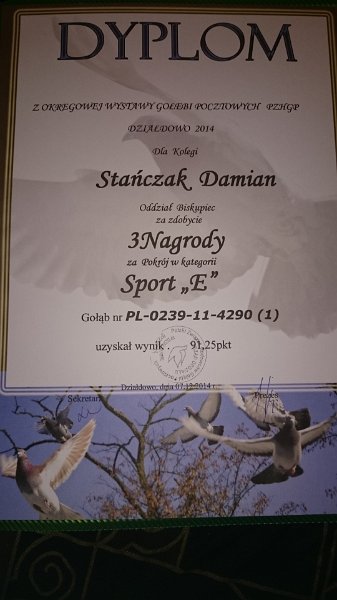 DYPLOM
Z OKRĘGOWEJ WYSTAWY GOŁĘBI POCZTOWYCH PZHGP
DZIAŁDOWO 2014
Dla Kolegi
Stańczak Damian
Oddział Biskupiec
za zdobycie
3Nagrody
za Pokrój w kategorii
Sport „E”
Gołąb nr PL-0239-11-4290 (1)
uzyskał wynik 91,25pkt
Działdowo, dnia 07.12.2014 r.
Sekretarz Prezes